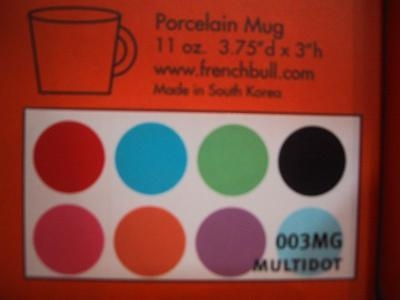 Porcelain Mug
11 oz. 3.75"d x 3"h
www.frenchbull.com
Made in South Korea
003MG
MULTIDOT